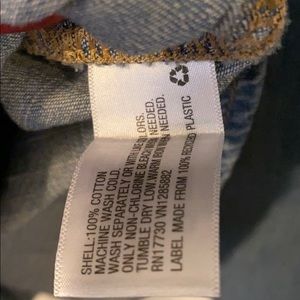 SHELL:100% COTTON
MACHINE WASH COLD
WASH SEPARATELY OR WITH LIKE COLORS.
ONLY NON-CHLORINE BLEACH WHEN NEEDED.
TUMBLE DRY LOW. WARM IRON WHEN NEEDED.
RN17730 VN1285882
LABEL MADE FROM 100% RECYCLED PLASTIC